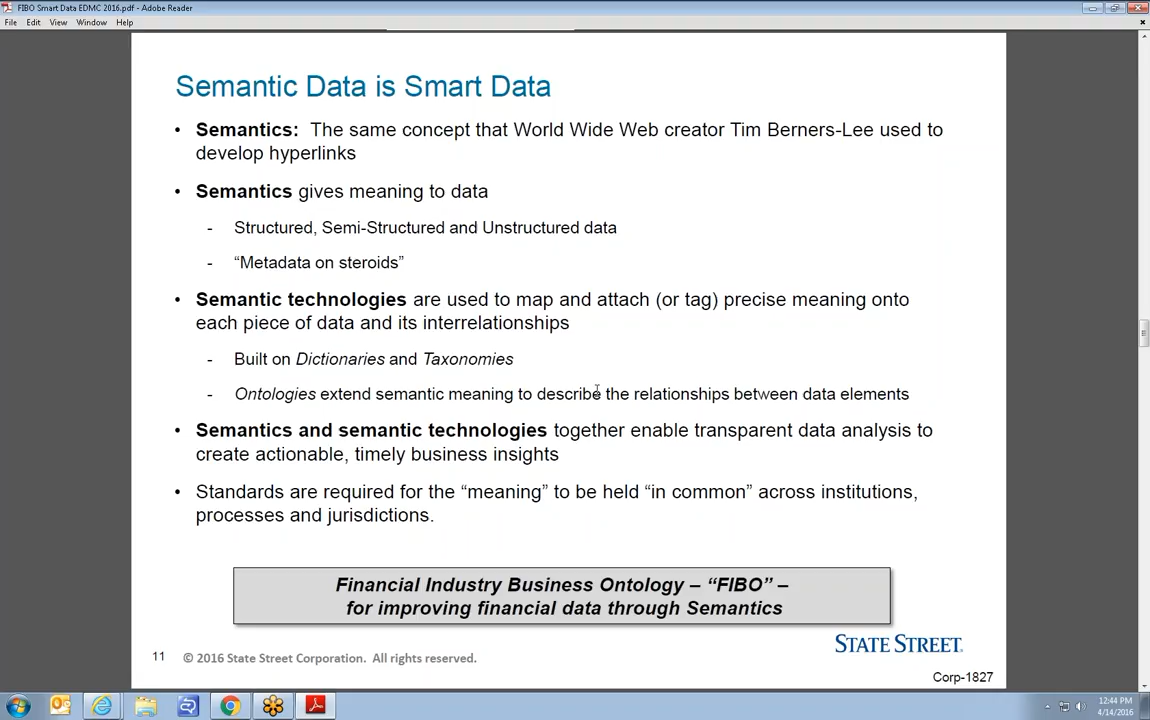 FIBO Smart Data EDMC 2016.pdf - Adobe Reader
File Edit View Window Help
Semantic Data is Smart Data
• Semantics: The same concept that World Wide Web creator Tim Berners-Lee used to
develop hyperlinks
• Semantics gives meaning to data
- Structured, Semi-Structured and Unstructured data
- “Metadata on steroids”
• Semantic technologies are used to map and attach (or tag) precise meaning onto
each piece of data and its interrelationships
- Built on Dictionaries and Taxonomies
- Ontologies extend semantic meaning to describe the relationships between data elements
• Semantics and semantic technologies together enable transparent data analysis to
create actionable, timely business insights
• Standards are required for the “meaning” to be held “in common” across institutions,
processes and jurisdictions.
Financial Industry Business Ontology – “FIBO” –
for improving financial data through Semantics
STATE STREET.
11 © 2016 State Street Corporation. All rights reserved.
Corp-1827
12:44 PM
4/14/2016